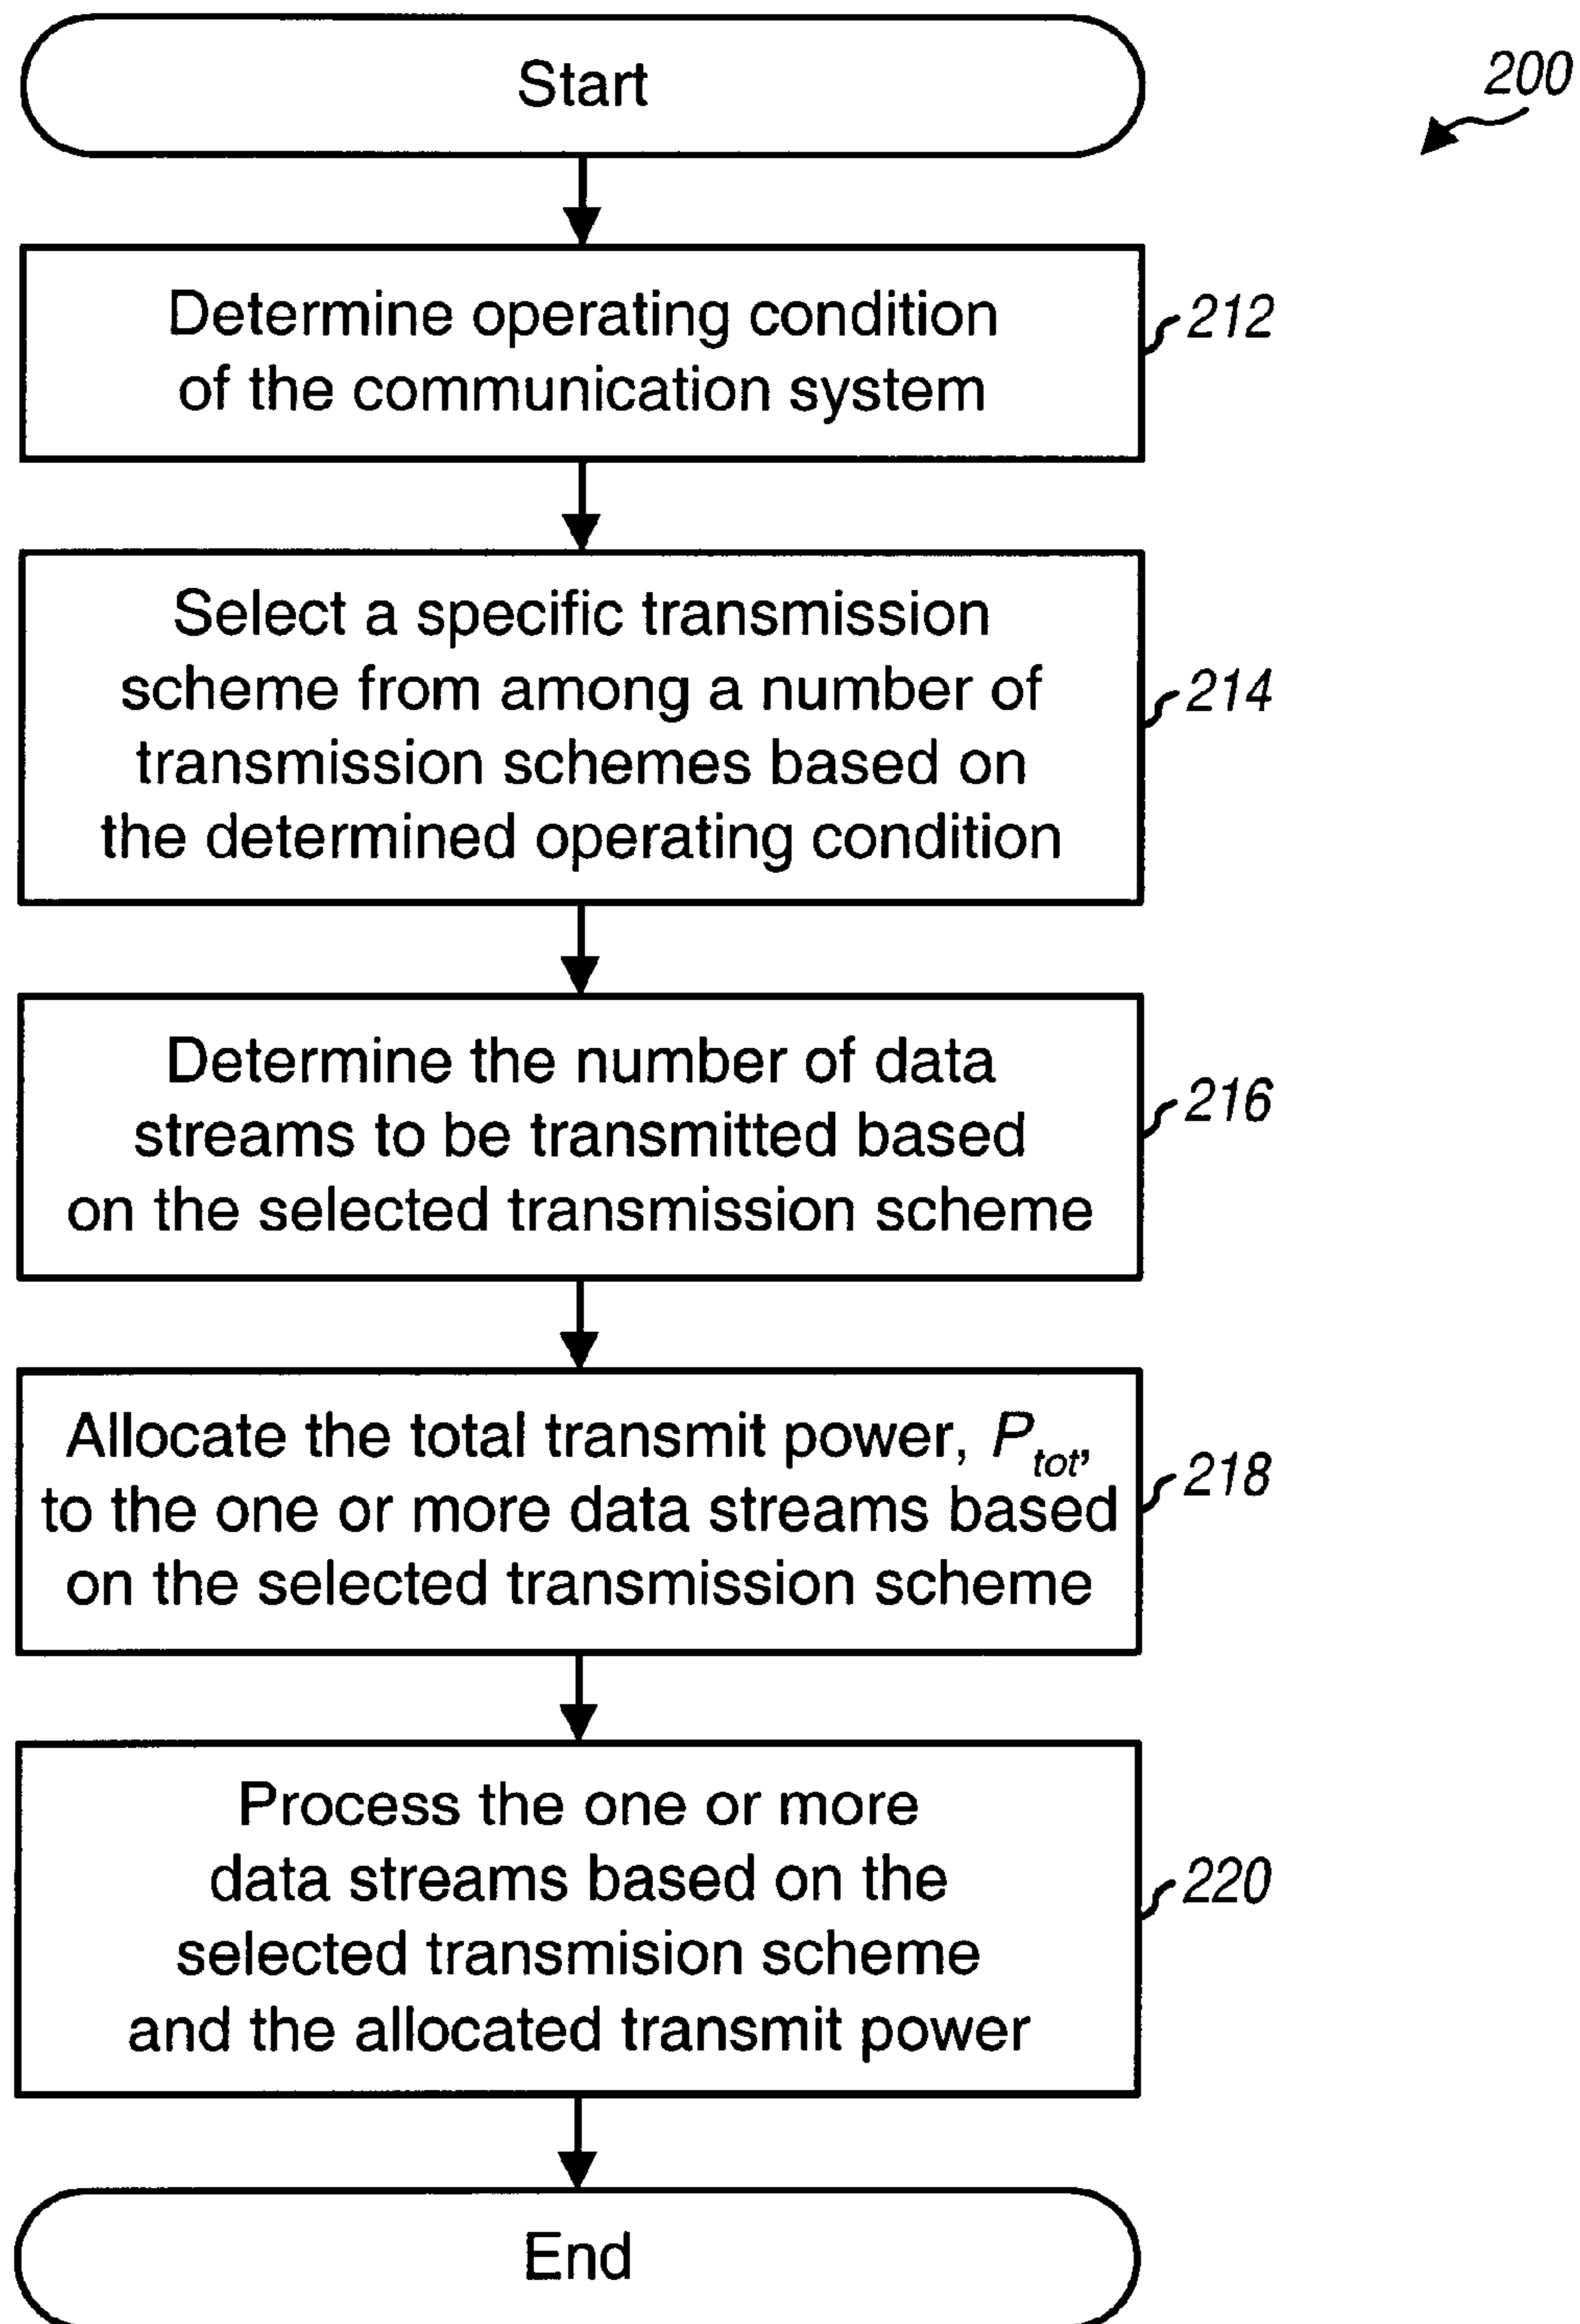 Start
200
Determine operating condition
of the communication system
212
Select a specific transmission
scheme from among a number of
transmission schemes based on
the determined operating condition
214
Determine the number of data
streams to be transmitted based
on the selected transmission scheme
216
Allocate the total transmit power, P_tot,
to the one or more data streams based
on the selected transmission scheme
218
Process the one or more
data streams based on the
selected transmision scheme
and the allocated transmit power
220
End